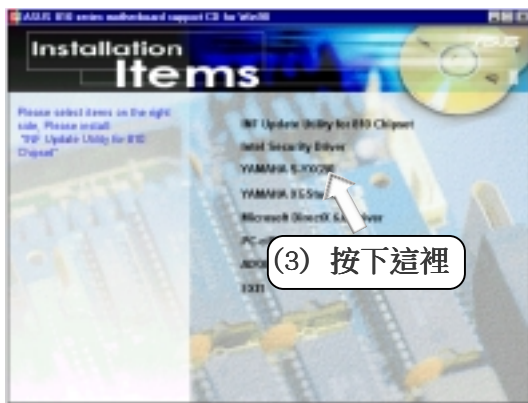 ASUS 810 series motherboard support CD for Win98
Installation
Items
ASUS
Please select items on the right
side, Please install
"INF Update Utility for 810
Chipset"
INF Update Utility for 810 Chipset
Intel Security Driver
YAMAHA
YAMAHA
Microsoft DirectX
EXIT
(3) 按下這裡